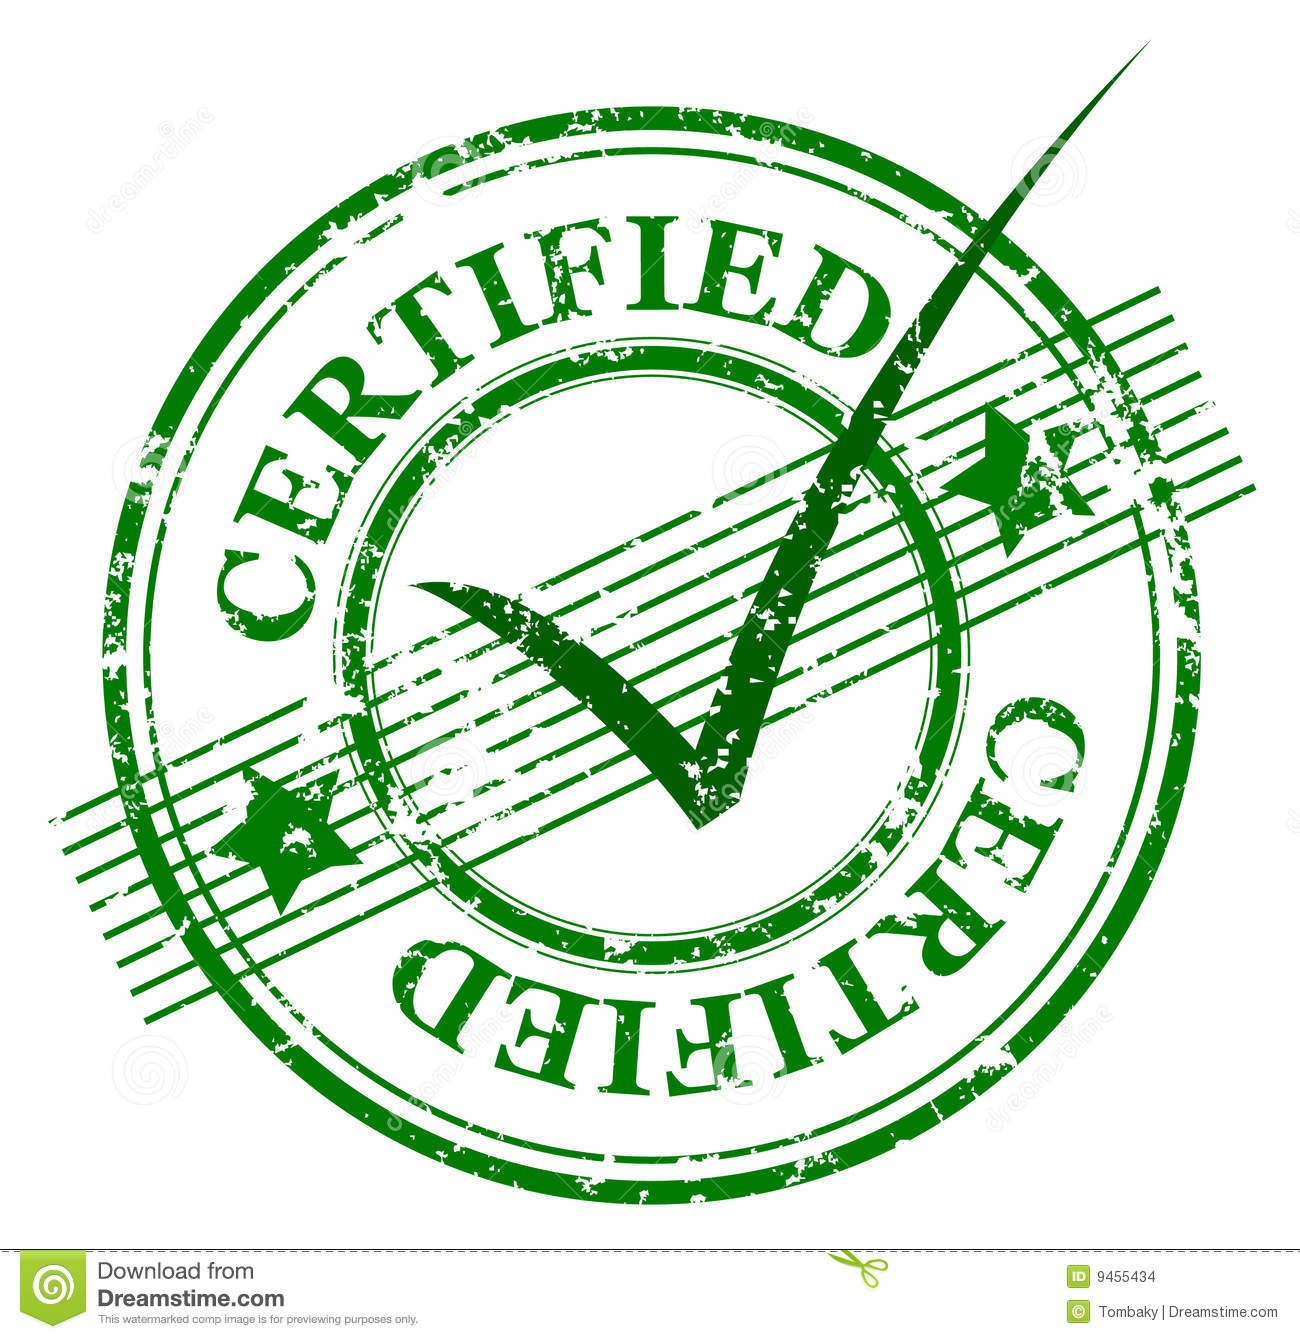 CERTIFIED
CERTIFIED
dreamstime
Download from
Dreamstime.com
This watermarked comp image is for previewing purposes only.
ID 9455434
© Tombaky | Dreamstime.com